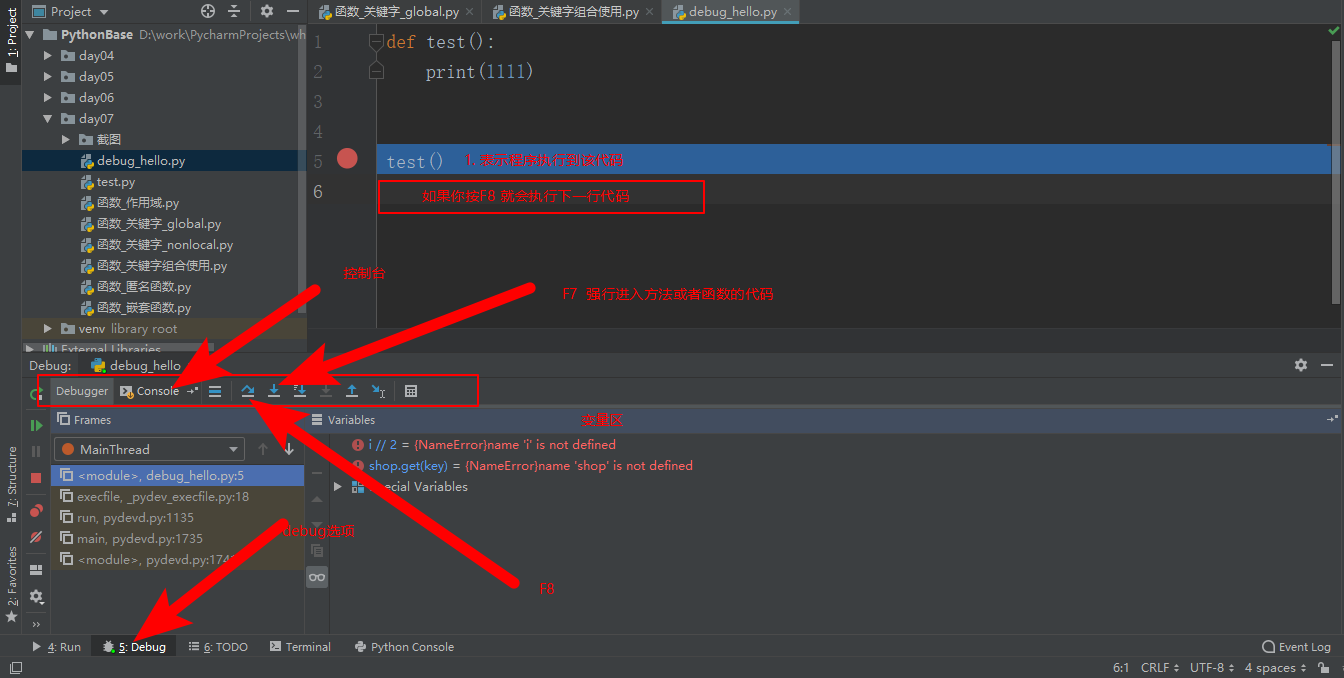 Project
函数_关键字_global.py
函数_关键字组合使用.py
debug_hello.py
1: Project
PythonBase D:\work\PycharmProjects\wh
day04
day05
day06
day07
截图
debug_hello.py
test.py
函数_作用域.py
函数_关键字_global.py
函数_关键字_nonlocal.py
函数_关键字组合使用.py
函数_匿名函数.py
函数_嵌套函数.py
venv library root
External Libraries
1 def test():
2 print(1111)
3
4
5 test() 1. 表示程序执行到该代码
6 如果你按F8 就会执行下一行代码
控制台
F7 强行进入方法或者函数的代码
Debug: debug_hello
Debugger Console
Frames
Variables
变量区
MainThread
<module>, debug_hello.py:5
execfile, _pydev_execfile.py:18
run, pydevd.py:1135
main, pydevd.py:1735
<module>, pydevd.py:174
i // 2 = {NameError}name 'i' is not defined
shop.get(key) = {NameError}name 'shop' is not defined
Special Variables
debug选项
F8
7: Structure
2: Favorites
4: Run
5: Debug
6: TODO
Terminal
Python Console
Event Log
6:1 CRLF UTF-8 4 spaces